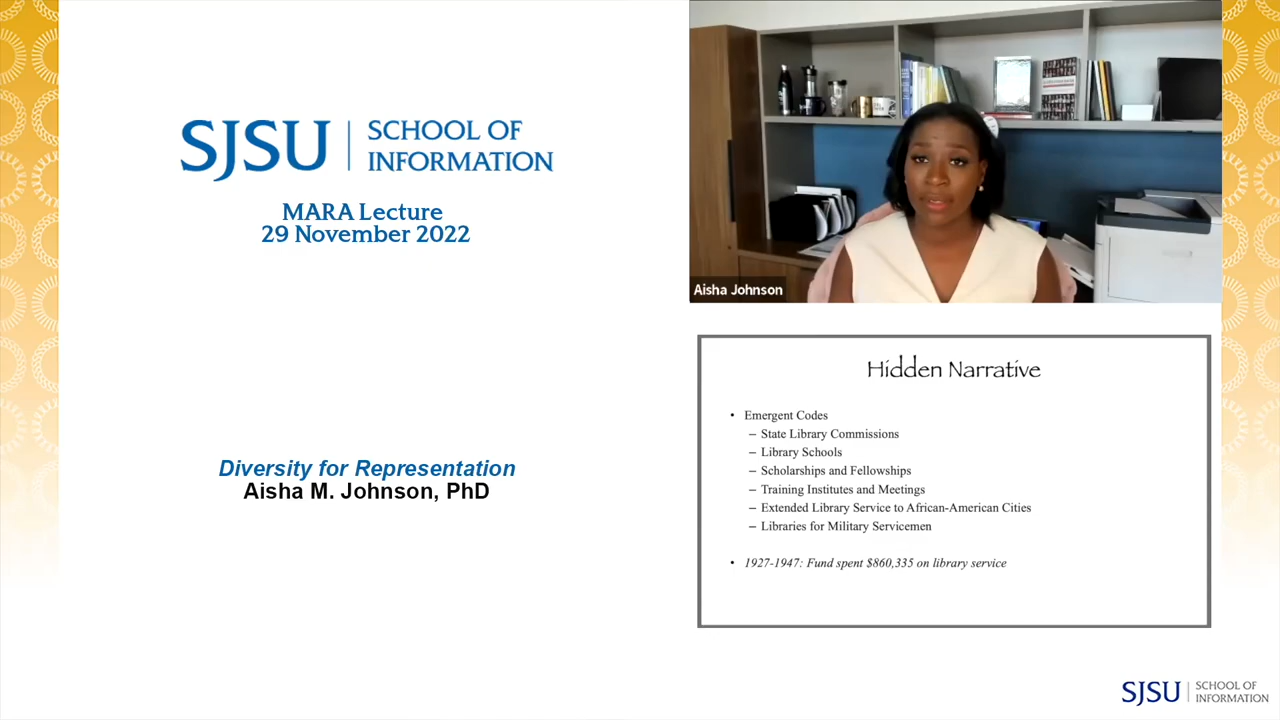 SJSU | SCHOOL OF
INFORMATION
MARA Lecture
29 November 2022
Diversity for Representation
Aisha M. Johnson, PhD
Aisha Johnson
Hidden Narrative
• Emergent Codes
– State Library Commissions
– Library Schools
– Scholarships and Fellowships
– Training Institutes and Meetings
– Extended Library Service to African-American Cities
– Libraries for Military Servicemen
• 1927-1947: Fund spent $860,335 on library service
SJSU | SCHOOL OF
INFORMATION